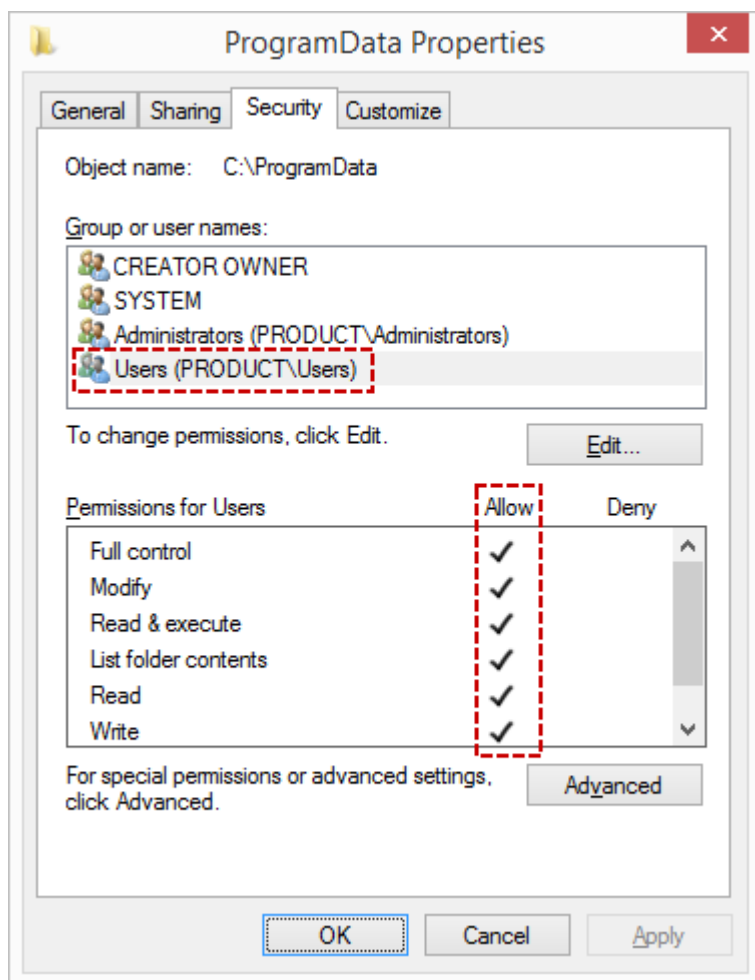 ProgramData Properties
General Sharing Security Customize
Object name: C:\ProgramData
Group or user names:
CREATOR OWNER
SYSTEM
Administrators (PRODUCT\Administrators)
Users (PRODUCT\Users)
To change permissions, click Edit.
Edit...
Permissions for Users Allow Deny
Full control
Modify
Read & execute
List folder contents
Read
Write
For special permissions or advanced settings,
click Advanced.
Advanced
OK Cancel Apply